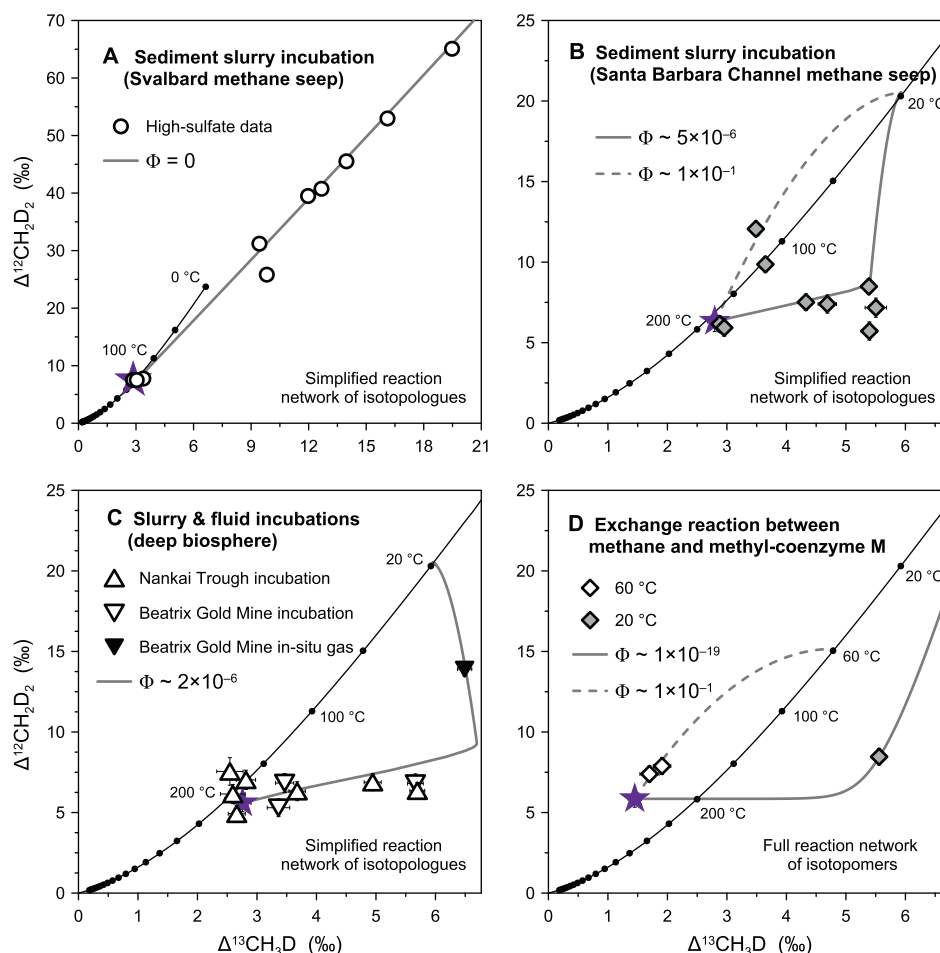 A Sediment slurry incubation
(Svalbard methane seep)
High-sulfate data
Φ = 0
0 °C
100 °C
Simplified reaction
network of isotopologues
Δ¹²CH₂D₂ (‰)
70
60
50
40
30
20
10
0
0 3 6 9 12 15 18 21
B Sediment slurry incubation
(Santa Barbara Channel methane seep)
Φ ~ 5×10⁻⁶
Φ ~ 1×10⁻¹
20 °C
100 °C
200 °C
Simplified reaction
network of isotopologues
25
20
15
10
5
0
0 1 2 3 4 5 6
C Slurry & fluid incubations
(deep biosphere)
Nankai Trough incubation
Beatrix Gold Mine incubation
Beatrix Gold Mine in-situ gas
Φ ~ 2×10⁻⁶
20 °C
100 °C
200 °C
Simplified reaction
network of isotopologues
Δ¹²CH₂D₂ (‰)
25
20
15
10
5
0
0 1 2 3 4 5 6
Δ¹³CH₃D (‰)
D Exchange reaction between
methane and methyl-coenzyme M
60 °C
20 °C
Φ ~ 1×10⁻¹⁹
Φ ~ 1×10⁻¹
20 °C
60 °C
100 °C
200 °C
Full reaction network
of isotopomers
25
20
15
10
5
0
0 1 2 3 4 5 6
Δ¹³CH₃D (‰)